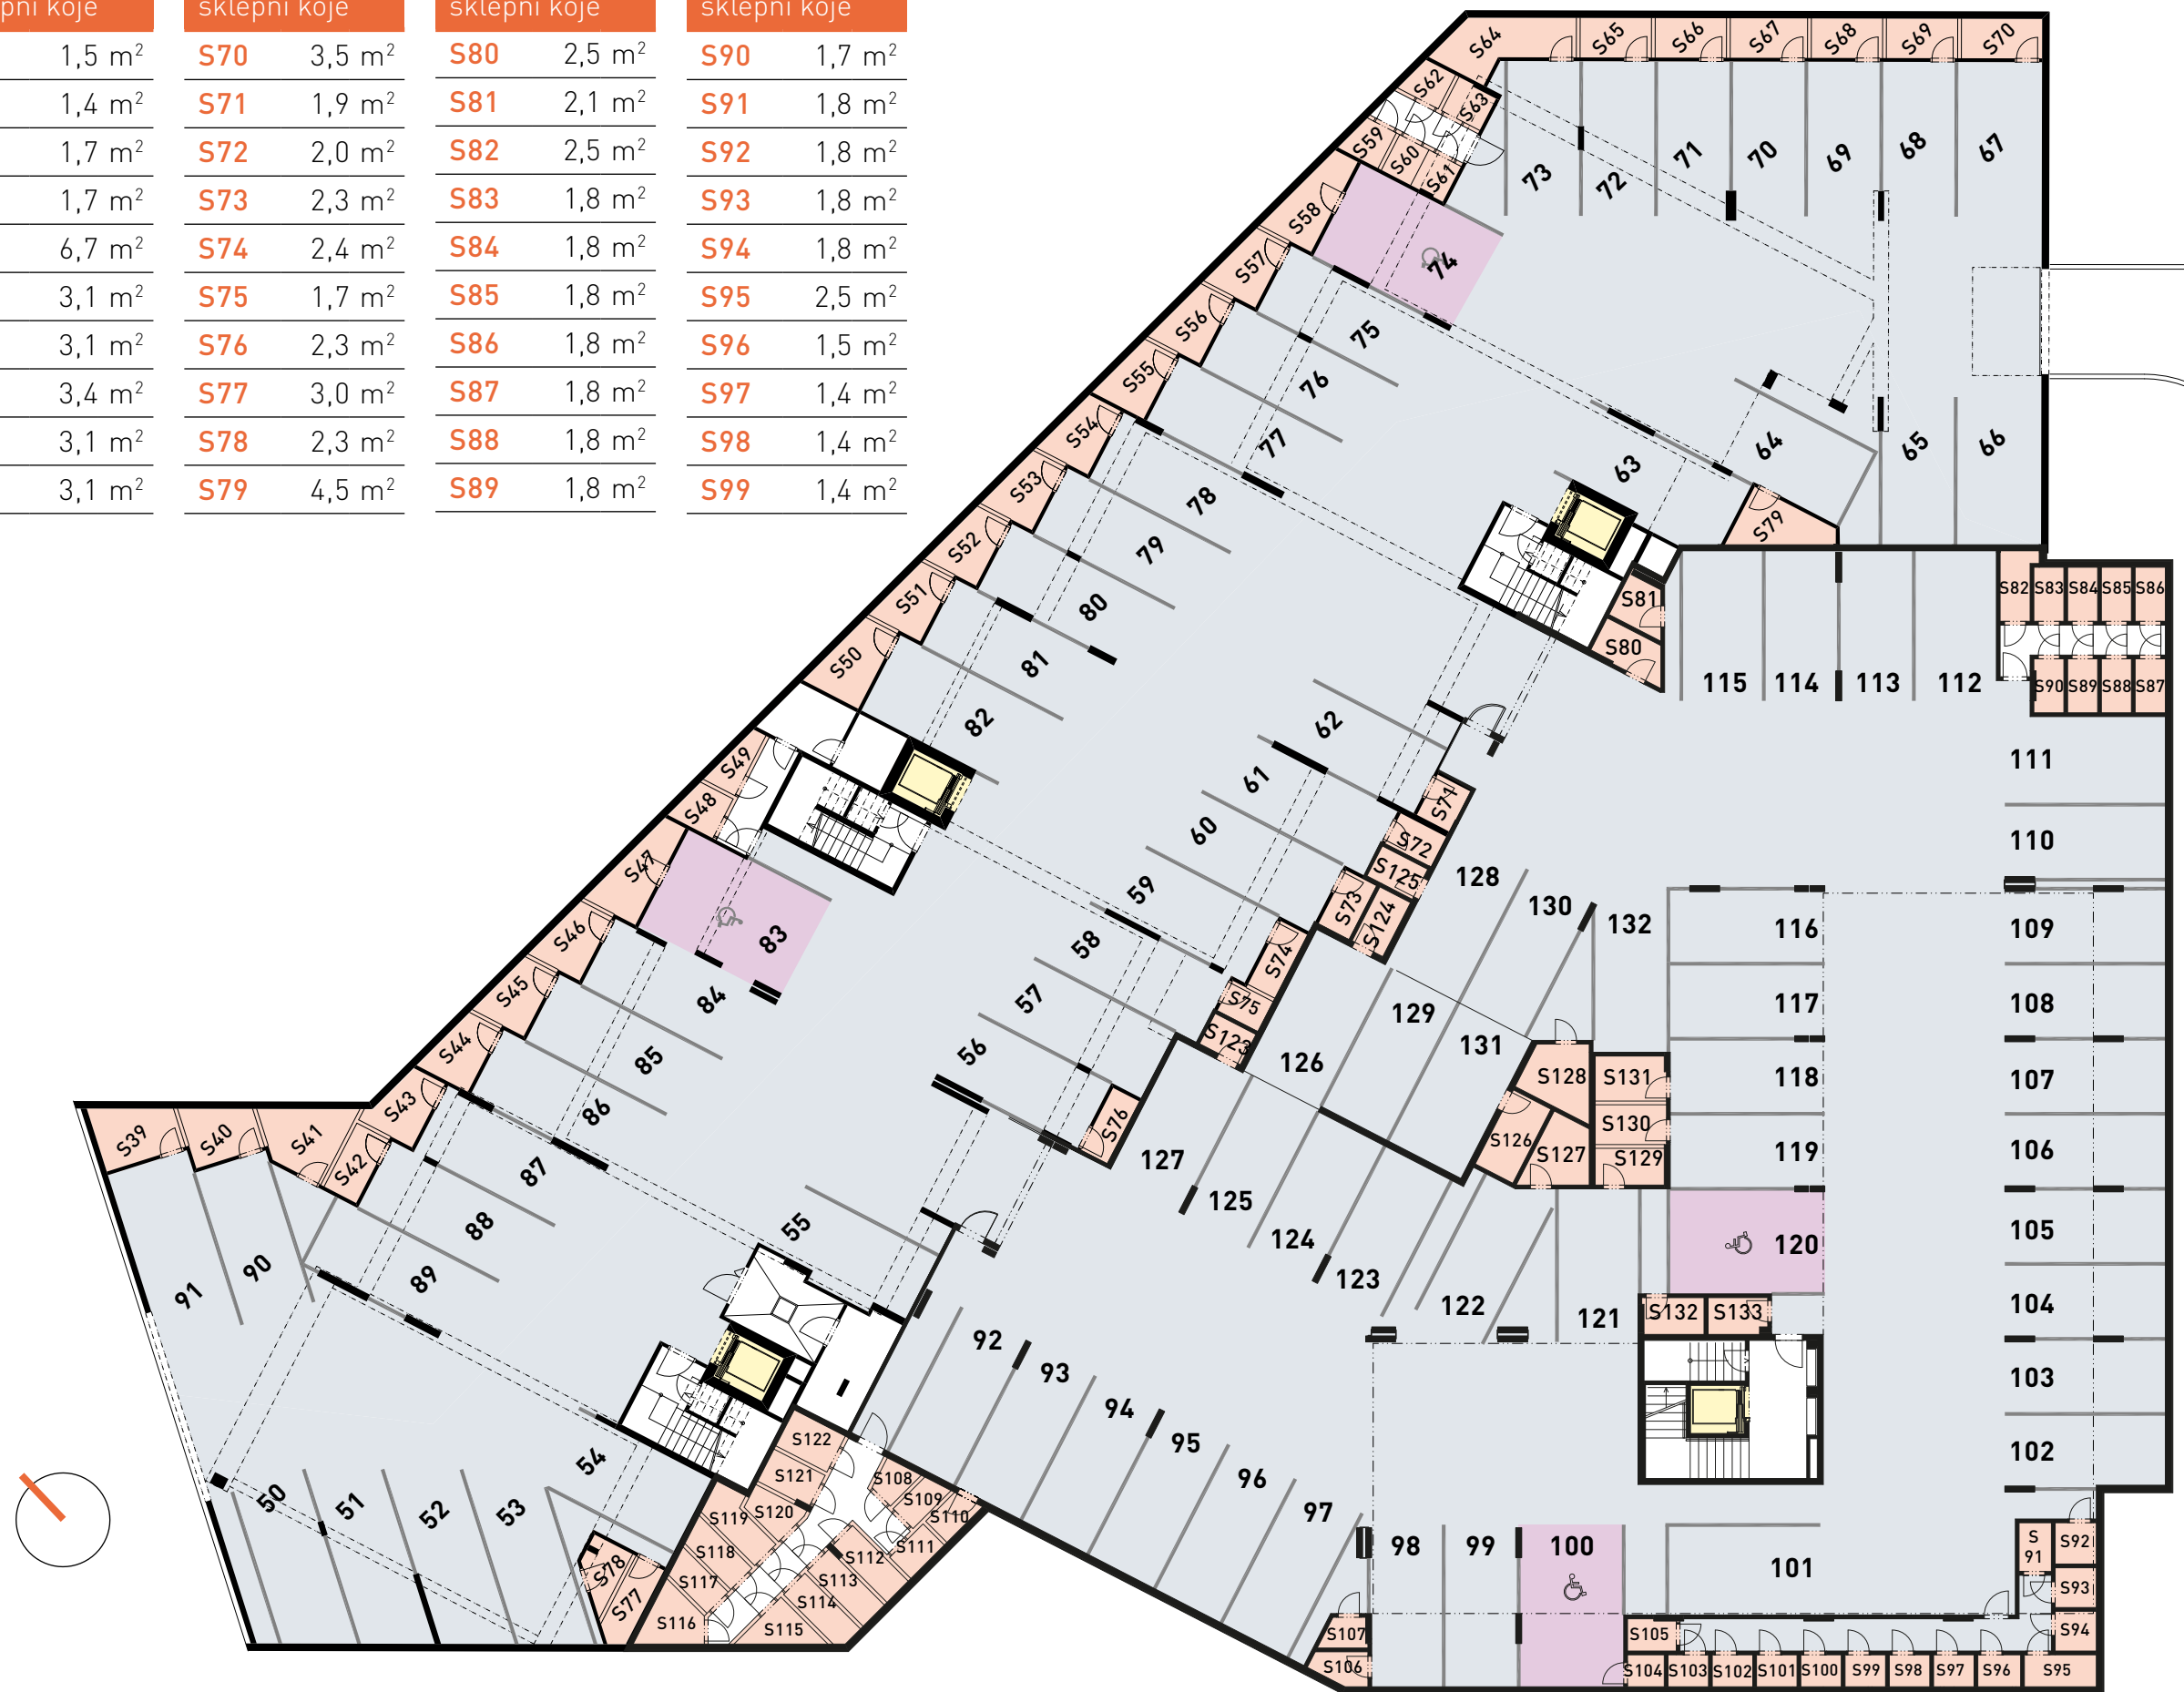 pní koje
1,5 m²
1,4 m²
1,7 m²
1,7 m²
6,7 m²
3,1 m²
3,1 m²
3,4 m²
3,1 m²
3,1 m²
sklepní koje
S70 3,5 m²
S71 1,9 m²
S72 2,0 m²
S73 2,3 m²
S74 2,4 m²
S75 1,7 m²
S76 2,3 m²
S77 3,0 m²
S78 2,3 m²
S79 4,5 m²
sklepní koje
S80 2,5 m²
S81 2,1 m²
S82 2,5 m²
S83 1,8 m²
S84 1,8 m²
S85 1,8 m²
S86 1,8 m²
S87 1,8 m²
S88 1,8 m²
S89 1,8 m²
sklepní koje
S90 1,7 m²
S91 1,8 m²
S92 1,8 m²
S93 1,8 m²
S94 1,8 m²
S95 2,5 m²
S96 1,5 m²
S97 1,4 m²
S98 1,4 m²
S99 1,4 m²
S64
S65
S66
S67
S68
S69
S70
S62
S63
S59
S60
S61
S58
S57
S56
S55
S54
S53
S52
S51
S50
S49
S48
S47
S46
S45
S44
S43
S42
S41
S40
S39
73
72
71
70
69
68
67
74
75
76
77
78
79
80
81
82
83
84
85
86
87
88
89
90
91
63
64
65
66
S79
S81
S80
62
61
60
59
58
57
56
55
54
53
52
51
50
S71
S72
S125
S73
S124
S74
S75
S123
S76
S78
S77
115
114
113
112
S82
S83
S84
S85
S86
S90
S89
S88
S87
111
110
109
108
107
106
105
104
103
102
116
117
118
119
120
128
130
132
129
131
126
127
125
124
123
122
121
S128
S131
S130
S129
S126
S127
S132
S133
92
93
94
95
96
97
98
99
100
101
S122
S121
S120
S119
S118
S117
S116
S115
S114
S113
S112
S111
S110
S109
S108
S107
S106
S105
S104
S103
S102
S101
S100
S99
S98
S97
S96
S95
S94
S93
S92
S
91